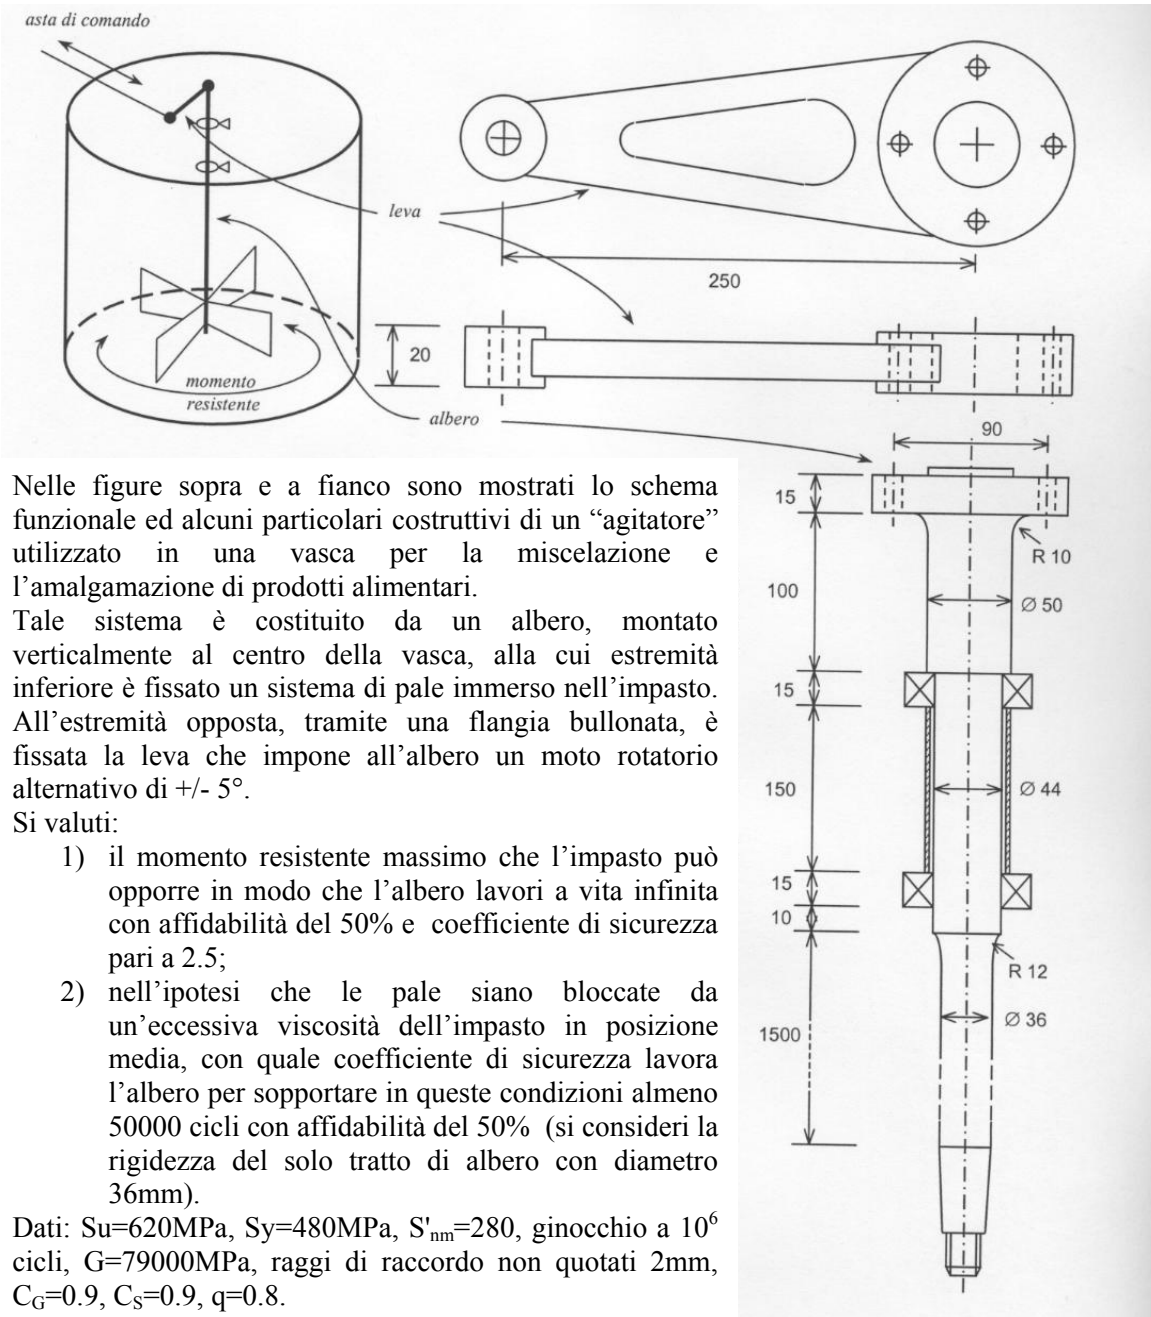 asta di comando
leva
250
20
momento
resistente
albero
90
15
R 10
100
Ø 50
15
150
Ø 44
15
10
R 12
1500
Ø 36
Nelle figure sopra e a fianco sono mostrati lo schema
funzionale ed alcuni particolari costruttivi di un “agitatore”
utilizzato in una vasca per la miscelazione e
l’amalgamazione di prodotti alimentari.
Tale sistema è costituito da un albero, montato
verticalmente al centro della vasca, alla cui estremità
inferiore è fissato un sistema di pale immerso nell’impasto.
All’estremità opposta, tramite una flangia bullonata, è
fissata la leva che impone all’albero un moto rotatorio
alternativo di +/- 5°.
Si valuti:
1) il momento resistente massimo che l’impasto può
opporre in modo che l’albero lavori a vita infinita
con affidabilità del 50% e coefficiente di sicurezza
pari a 2.5;
2) nell’ipotesi che le pale siano bloccate da
un’eccessiva viscosità dell’impasto in posizione
media, con quale coefficiente di sicurezza lavora
l’albero per sopportare in queste condizioni almeno
50000 cicli con affidabilità del 50% (si consideri la
rigidezza del solo tratto di albero con diametro
36mm).
Dati: Su=620MPa, Sy=480MPa, S'nm=280, ginocchio a 10⁶
cicli, G=79000MPa, raggi di raccordo non quotati 2mm,
CG=0.9, CS=0.9, q=0.8.